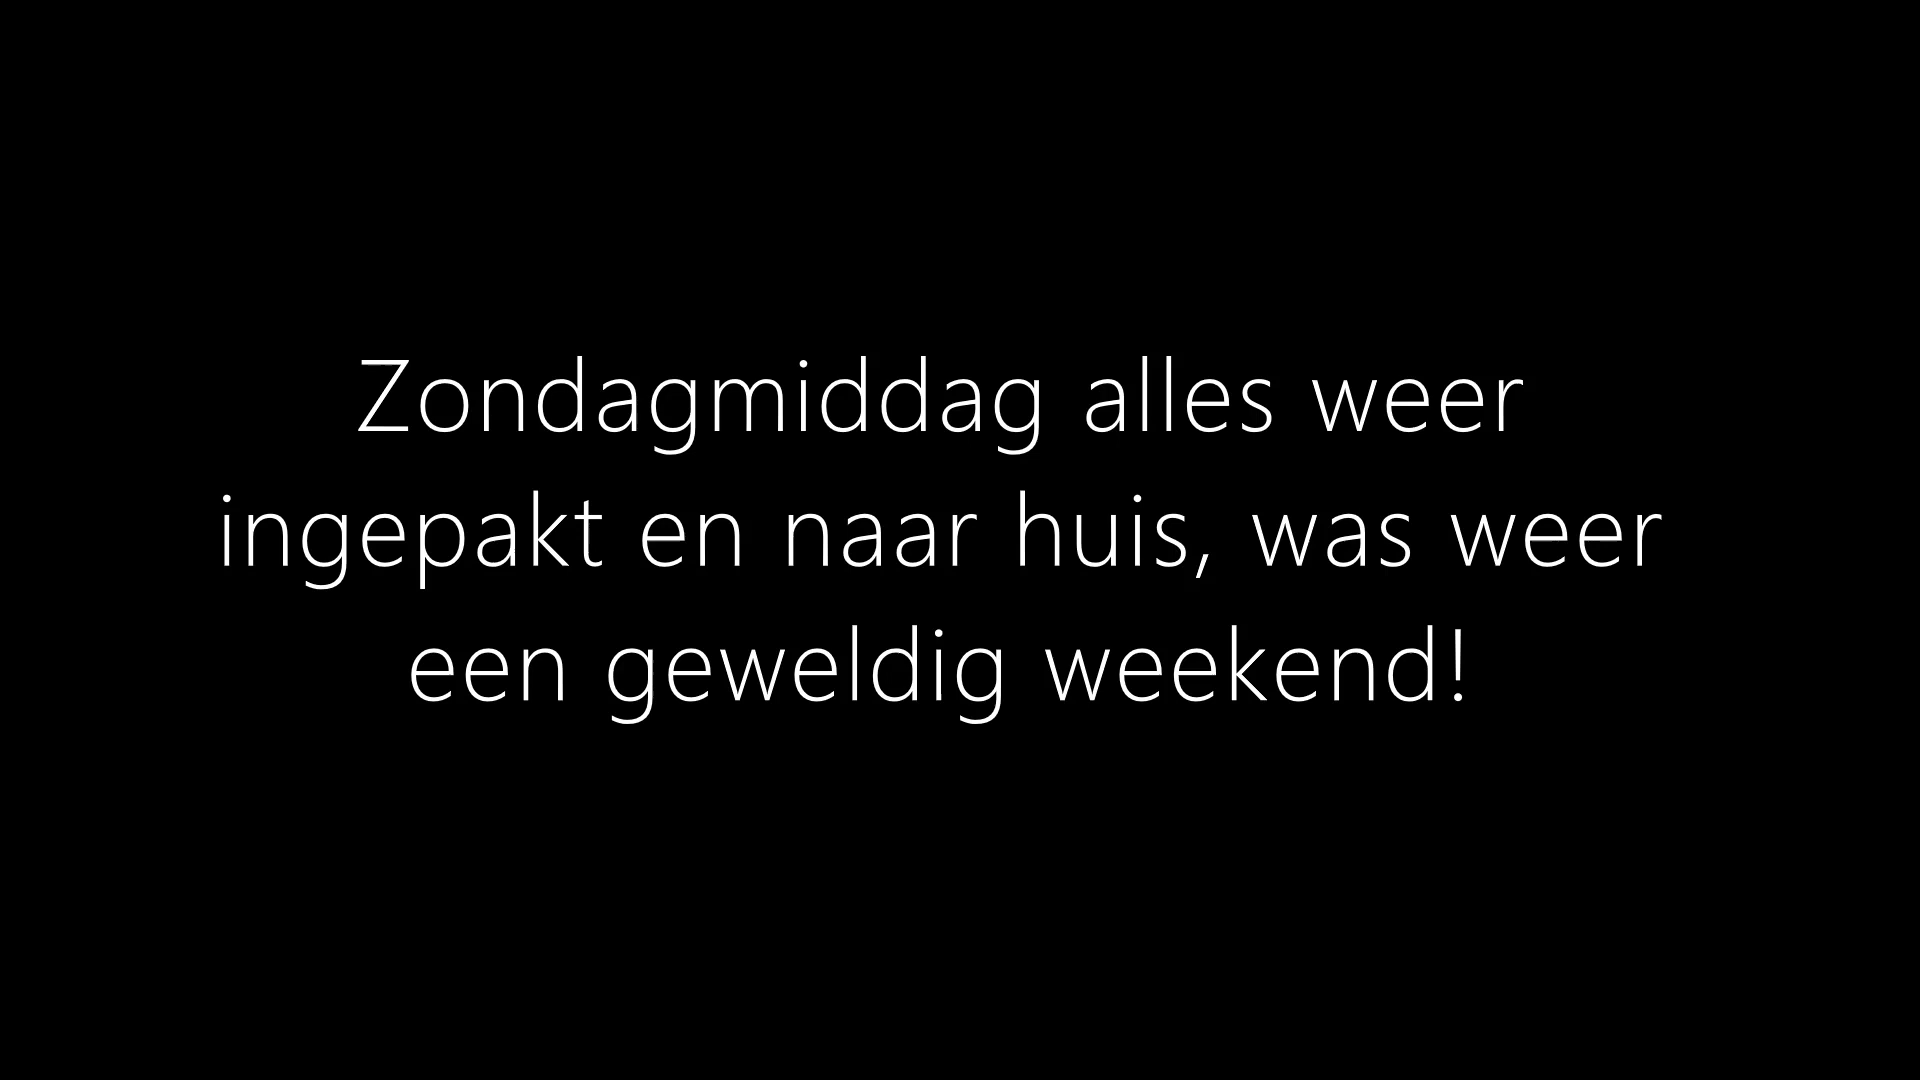 Zondagmiddag alles weer
ingepakt en naar huis, was weer
een geweldig weekend!